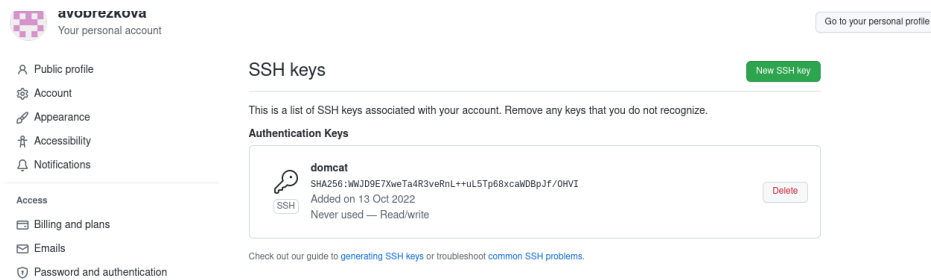 avobrezkova
Your personal account
Go to your personal profile
Public profile
Account
Appearance
Accessibility
Notifications
Access
Billing and plans
Emails
Password and authentication
SSH keys
New SSH key
This is a list of SSH keys associated with your account. Remove any keys that you do not recognize.
Authentication Keys
domcat
SHA256:WWJD9E7XweTa4R3veRnL++uL5Tp68xcaWDBpJf/OHVI
Added on 13 Oct 2022
Never used — Read/write
SSH
Delete
Check out our guide to generating SSH keys or troubleshoot common SSH problems.